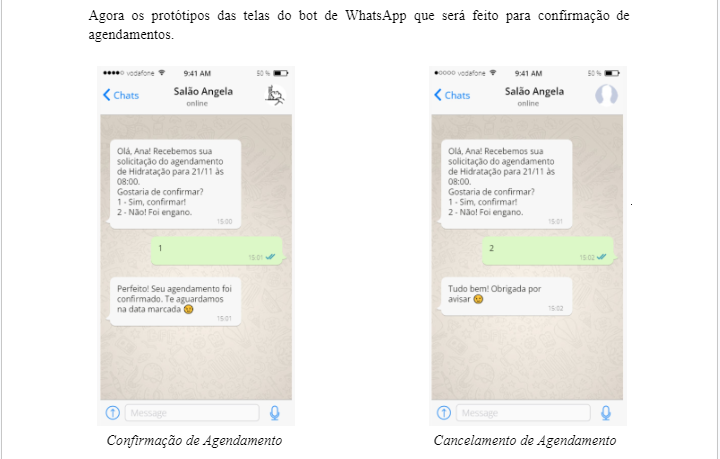 Agora os protótipos das telas do bot de WhatsApp que será feito para confirmação de
agendamentos.
vodafone 9:41 AM 50 %
Chats Salão Angela
online
Olá, Ana! Recebemos sua
solicitação do agendamento
de Hidratação para 21/11 às
08:00.
Gostaria de confirmar?
1 - Sim, confirmar!
2 - Não! Foi engano.
15:00
1
15:01
Perfeito! Seu agendamento foi
confirmado. Te aguardamos
na data marcada 😉
15:01
Message
Confirmação de Agendamento
vodafone 9:41 AM 50 %
Chats Salão Angela
online
Olá, Ana! Recebemos sua
solicitação do agendamento
de Hidratação para 21/11 às
08:00.
Gostaria de confirmar?
1 - Sim, confirmar!
2 - Não! Foi engano.
15:01
2
15:02
Tudo bem! Obrigada por
avisar 😉
15:02
Message
Cancelamento de Agendamento
.